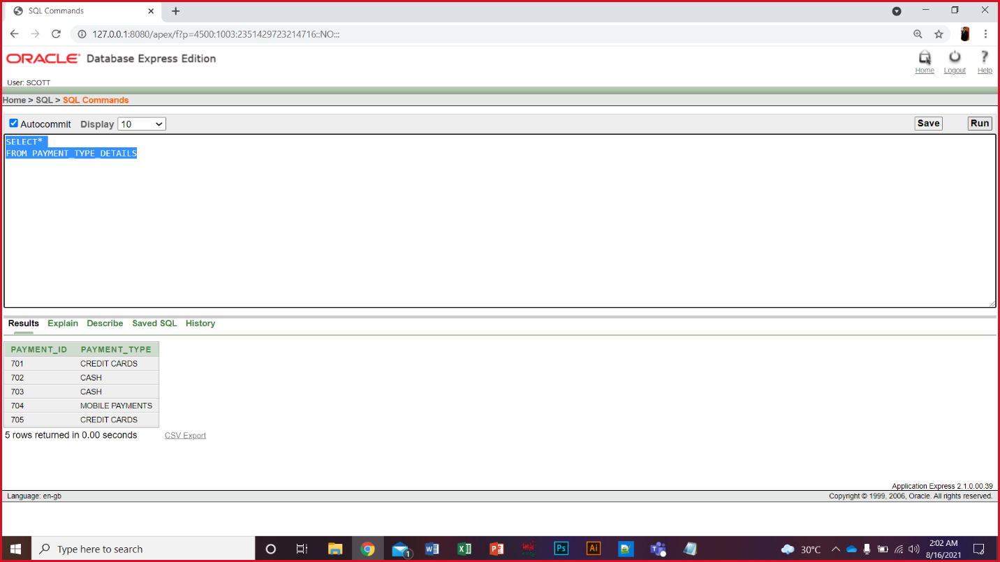 SQL Commands
127.0.0.1:8080/apex/f?p=4500:1003:2351429723214716::NO:::
ORACLE Database Express Edition
Home Logout Help
User: SCOTT
Home > SQL > SQL Commands
Autocommit Display 10 Save Run
SELECT*
FROM PAYMENT_TYPE_DETAILS
Results Explain Describe Saved SQL History
PAYMENT_ID PAYMENT_TYPE
701 CREDIT CARDS
702 CASH
703 CASH
704 MOBILE PAYMENTS
705 CREDIT CARDS
5 rows returned in 0.00 seconds CSV Export
Application Express 2.1.0.00.39
Language: en-gb Copyright © 1999, 2006, Oracle. All rights reserved.
Type here to search
1
Ps
Ai
30°C
2:02 AM
8/16/2021